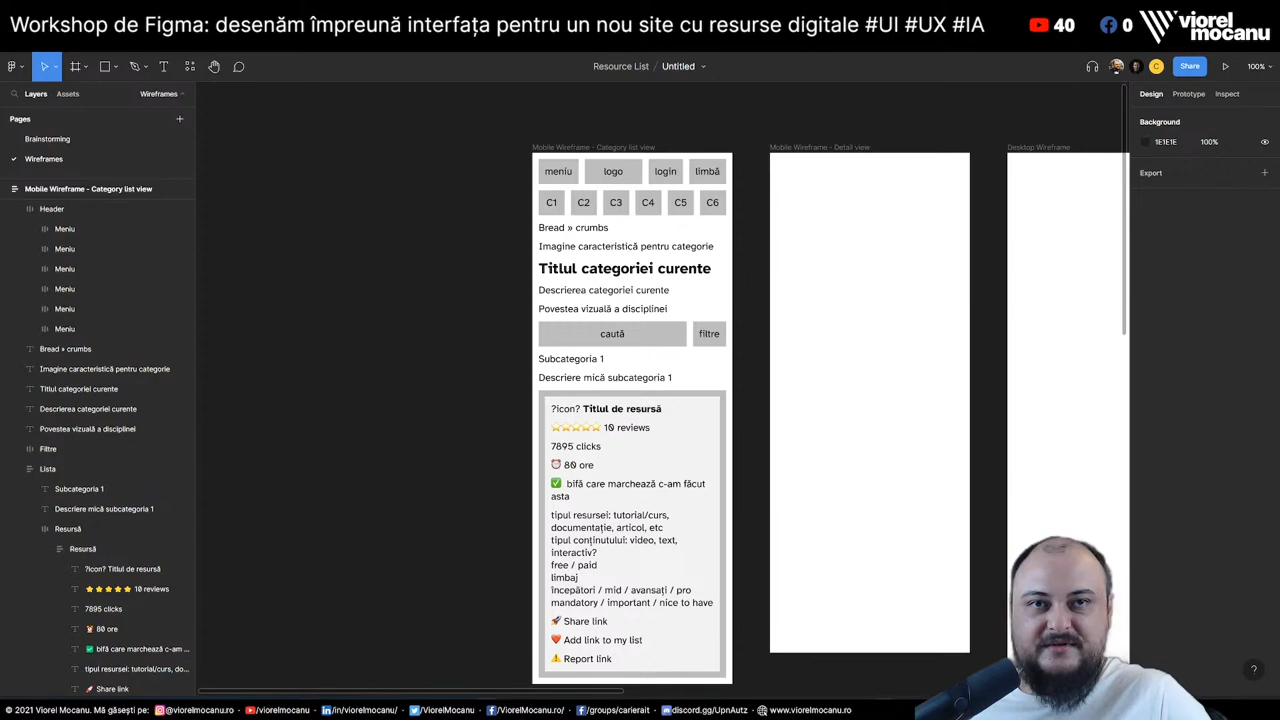 Workshop de Figma: desenăm împreună interfața pentru un nou site cu resurse digitale #UI #UX #IA
40
0
viorel mocanu
Resource List / Untitled
C
Share
100%
Layers
Assets
Wireframes
Pages
Brainstorming
Wireframes
Mobile Wireframe - Category list view
Header
Meniu
Meniu
Meniu
Meniu
Meniu
Meniu
Bread » crumbs
Imagine caracteristică pentru categorie
Titlul categoriei curente
Descrierea categoriei curente
Povestea vizuală a disciplinei
Filtre
Lista
Subcategoria 1
Descriere mică subcategoria 1
Resursă
Resursă
?icon? Titlul de resursă
⭐⭐⭐⭐⭐ 10 reviews
7895 clicks
⏰ 80 ore
✅ bifă care marchează c-am ...
tipul resursei: tutorial/curs, do...
🚀 Share link
Mobile Wireframe - Category list view
meniu
logo
login
limbă
C1
C2
C3
C4
C5
C6
Bread » crumbs
Imagine caracteristică pentru categorie
Titlul categoriei curente
Descrierea categoriei curente
Povestea vizuală a disciplinei
caută
filtre
Subcategoria 1
Descriere mică subcategoria 1
?icon? Titlul de resursă
⭐⭐⭐⭐⭐ 10 reviews
7895 clicks
⏰ 80 ore
✅ bifă care marchează c-am făcut
asta
tipul resursei: tutorial/curs,
documentație, articol, etc
tipul conținutului: video, text,
interactiv?
free / paid
limbaj
începători / mid / avansați / pro
mandatory / important / nice to have
🚀 Share link
❤️ Add link to my list
⚠️ Report link
Mobile Wireframe - Detail view
Desktop Wireframe
Design
Prototype
Inspect
Background
1E1E1E
100%
Export
?
© 2021 Viorel Mocanu. Mă găsești pe:
@viorelmocanu
/viorelmocanu
/in/viorelmocanu/
/ViorelMocanu
/ViorelMocanu.ro/
/groups/carierait
discord.gg/UpnAutz
www.viorelmocanu.ro